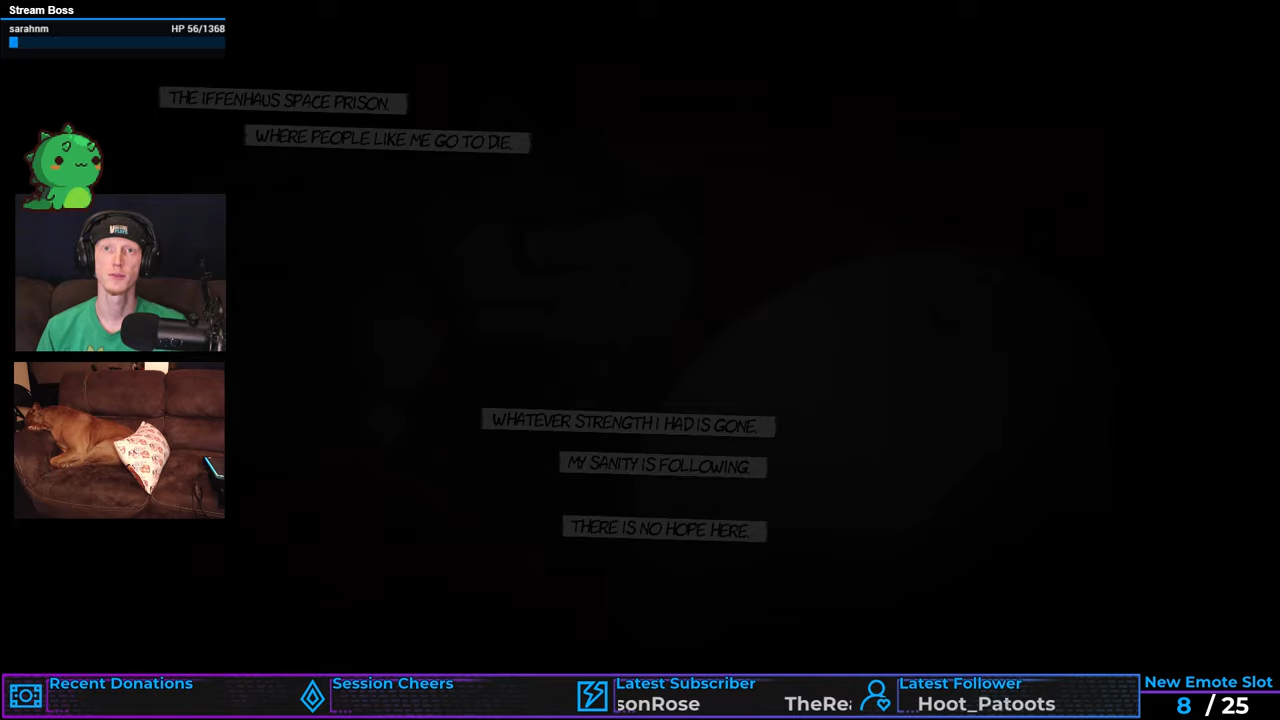 Stream Boss
sarahnm HP 56/1368
THE IFFENHAUS SPACE PRISON.
WHERE PEOPLE LIKE ME GO TO DIE.
WHATEVER STRENGTH I HAD IS GONE.
MY SANITY IS FOLLOWING.
THERE IS NO HOPE HERE.
Recent Donations
Session Cheers
Latest Subscriber
sonRose TheRea
Latest Follower
Hoot_Patoots
New Emote Slot
8 / 25